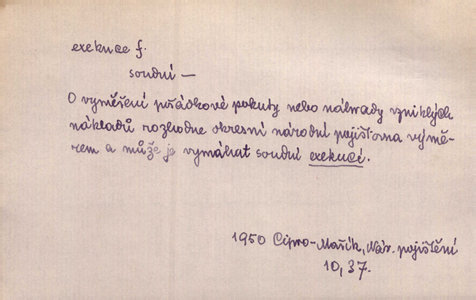 exekuce f.
soudní —
O vyměření pořádkové pokuty nebo náhrady vzniklých
nákladů rozhodne okresní národní pojišťovna výmě-
rem a může je vymáhat soudní exekucí.
1950 Cipro-Mařík, Nár. pojištění
10, 37.